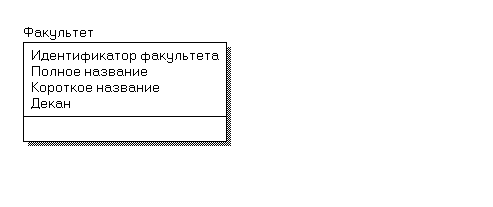 Факультет
Идентификатор факультета
Полное название
Короткое название
Декан